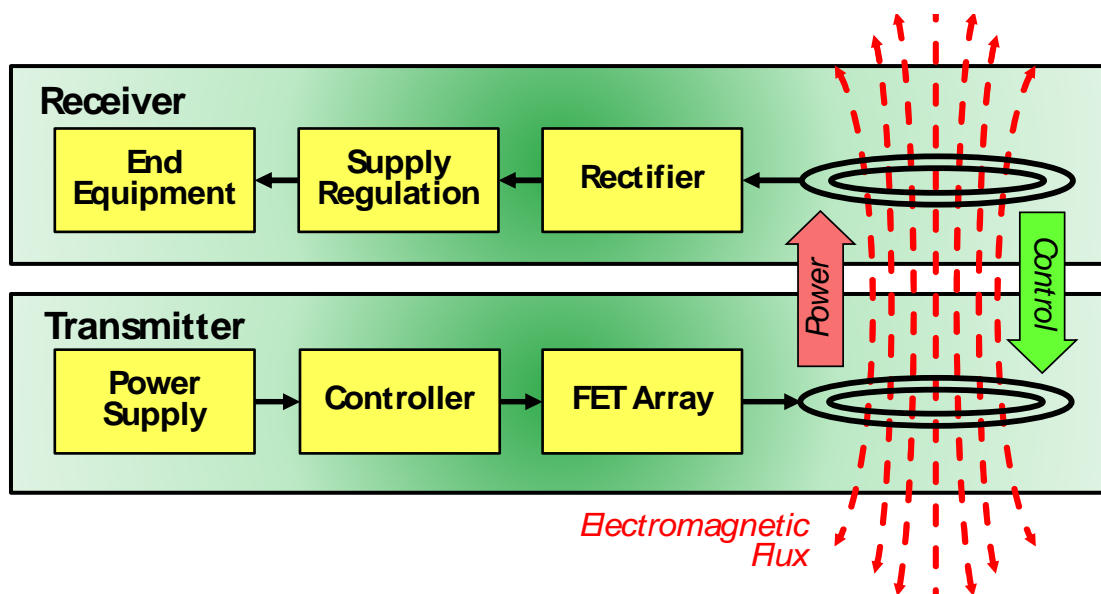 Receiver
End
Equipment
Supply
Regulation
Rectifier
Power
Control
Transmitter
Power
Supply
Controller
FET Array
Electromagnetic
Flux